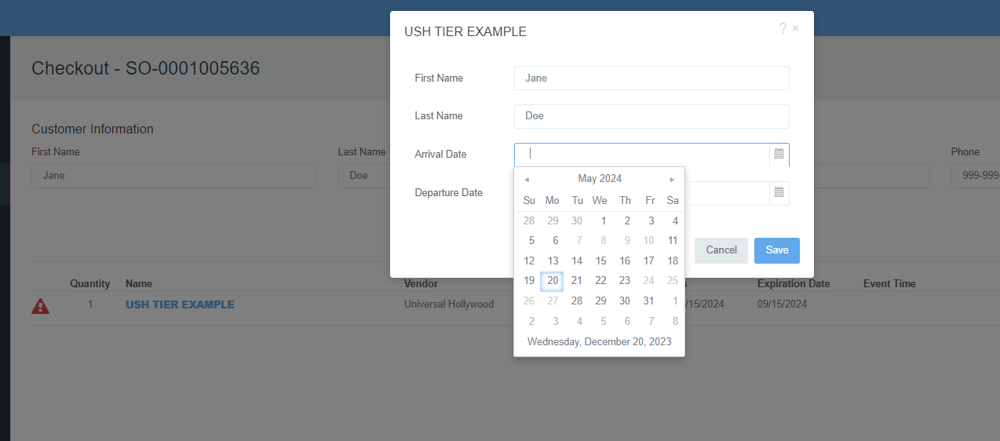 USH TIER EXAMPLE
? ×
Checkout - SO-0001005636
First Name Jane
Last Name Doe
Arrival Date
Departure Date
Customer Information
First Name Last Name Phone
Jane Doe 999-999-
◂ May 2024 ▸
Su Mo Tu We Th Fr Sa
28 29 30 1 2 3 4
5 6 7 8 9 10 11
12 13 14 15 16 17 18
19 20 21 22 23 24 25
26 27 28 29 30 31 1
2 3 4 5 6 7 8
Wednesday, December 20, 2023
Cancel Save
Quantity Name Vendor Expiration Date Event Time
1 USH TIER EXAMPLE Universal Hollywood /15/2024 09/15/2024